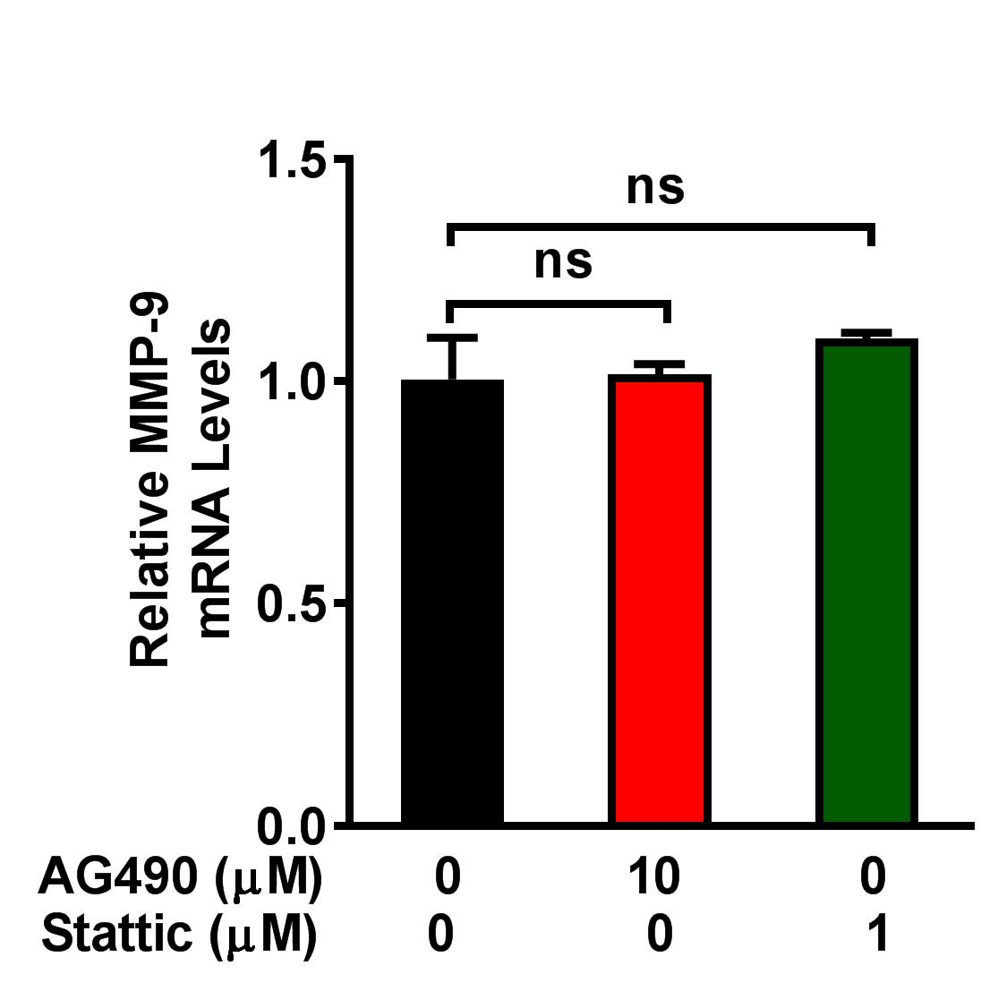 1.5
ns
ns
1.0
0.5
0.0
Relative MMP-9
mRNA Levels
AG490 (μM) 0 10 0
Stattic (μM) 0 0 1